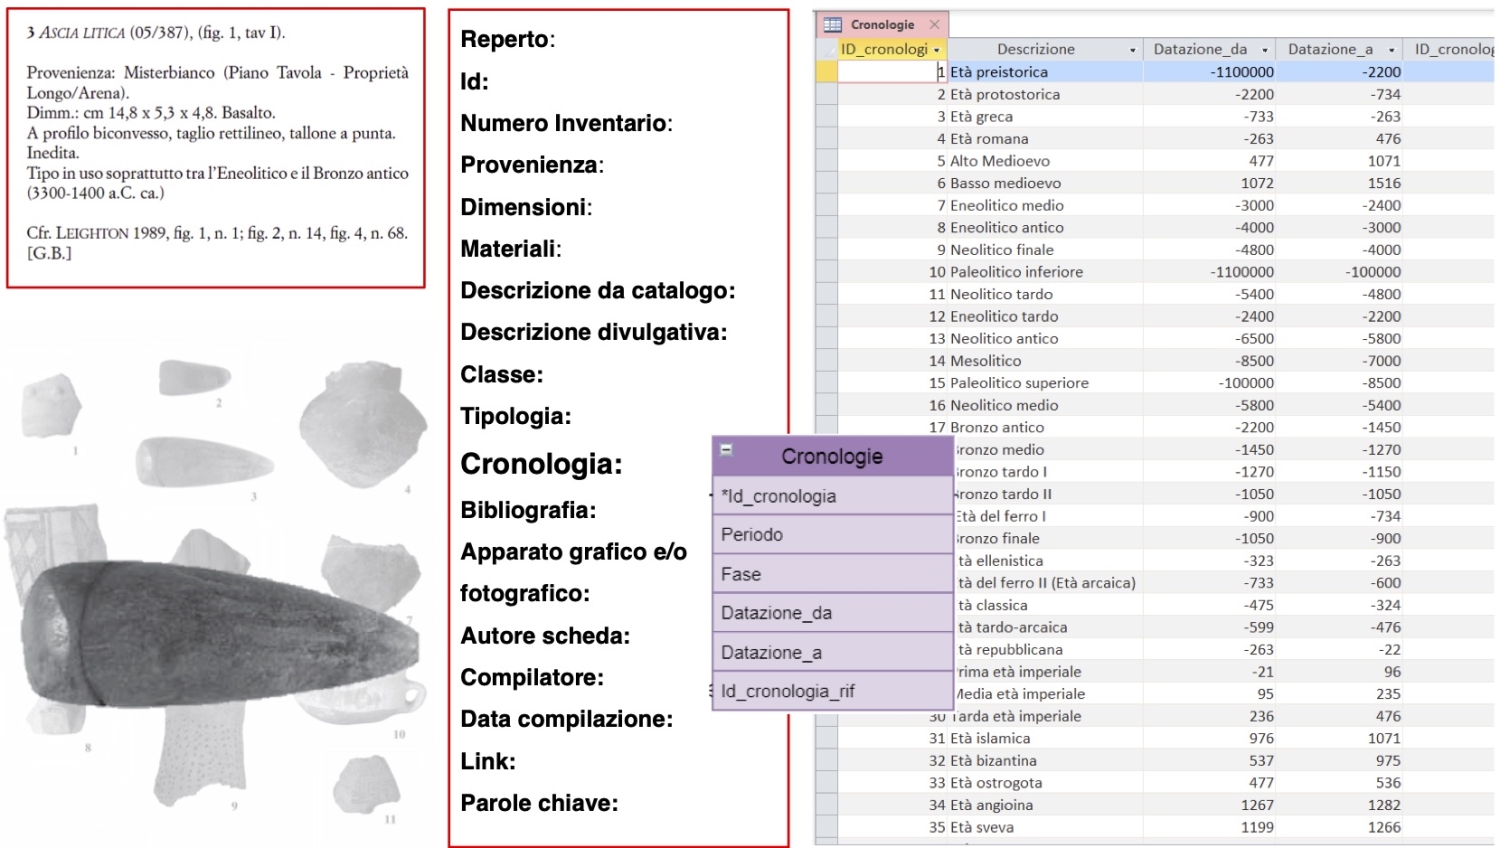 3 ASCIA LITICA (05/387), (fig. 1, tav I).
Provenienza: Misterbianco (Piano Tavola - Proprietà
Longo/Arena).
Dimm.: cm 14,8 x 5,3 x 4,8. Basalto.
A profilo biconvesso, taglio rettilineo, tallone a punta.
Inedita.
Tipo in uso soprattutto tra l'Eneolitico e il Bronzo antico
(3300-1400 a.C. ca.)
Cfr. LEIGHTON 1989, fig. 1, n. 1; fig. 2, n. 14, fig. 4, n. 68.
[G.B.]
1
2
3
4
7
8
9
10
11
Reperto:
Id:
Numero Inventario:
Provenienza:
Dimensioni:
Materiali:
Descrizione da catalogo:
Descrizione divulgativa:
Classe:
Tipologia:
Cronologia:
Bibliografia:
Apparato grafico e/o
fotografico:
Autore scheda:
Compilatore:
Data compilazione:
Link:
Parole chiave:
Cronologie
*Id_cronologia
Periodo
Fase
Datazione_da
Datazione_a
Id_cronologia_rif
Cronologie
ID_cronologi Descrizione Datazione_da Datazione_a ID_cronolog
1 Età preistorica -1100000 -2200
2 Età protostorica -2200 -734
3 Età greca -733 -263
4 Età romana -263 476
5 Alto Medioevo 477 1071
6 Basso medioevo 1072 1516
7 Eneolitico medio -3000 -2400
8 Eneolitico antico -4000 -3000
9 Neolitico finale -4800 -4000
10 Paleolitico inferiore -1100000 -100000
11 Neolitico tardo -5400 -4800
12 Eneolitico tardo -2400 -2200
13 Neolitico antico -6500 -5800
14 Mesolitico -8500 -7000
15 Paleolitico superiore -100000 -8500
16 Neolitico medio -5800 -5400
17 Bronzo antico -2200 -1450
Bronzo medio -1450 -1270
Bronzo tardo I -1270 -1150
Bronzo tardo II -1050 -1050
Età del ferro I -900 -734
Bronzo finale -1050 -900
tà ellenistica -323 -263
tà del ferro II (Età arcaica) -733 -600
tà classica -475 -324
tà tardo-arcaica -599 -476
tà repubblicana -263 -22
rima età imperiale -21 96
Media età imperiale 95 235
30 Tarda età imperiale 236 476
31 Età islamica 976 1071
32 Età bizantina 537 975
33 Età ostrogota 477 536
34 Età angioina 1267 1282
35 Età sveva 1199 1266